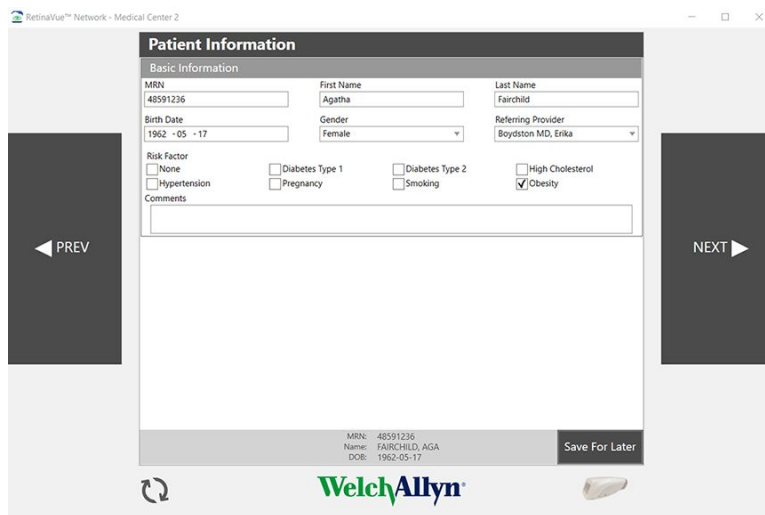 RetinaVue™ Network - Medical Center 2
Patient Information
Basic Information
MRN First Name Last Name
48591236 Agatha Fairchild
Birth Date Gender Referring Provider
1962 - 05 - 17 Female Boydston MD, Erika
Risk Factor
None Diabetes Type 1 Diabetes Type 2 High Cholesterol
Hypertension Pregnancy Smoking Obesity
Comments
PREV
NEXT
MRN: 48591236
Name: FAIRCHILD, AGA
DOB: 1962-05-17
Save For Later
WelchAllyn®